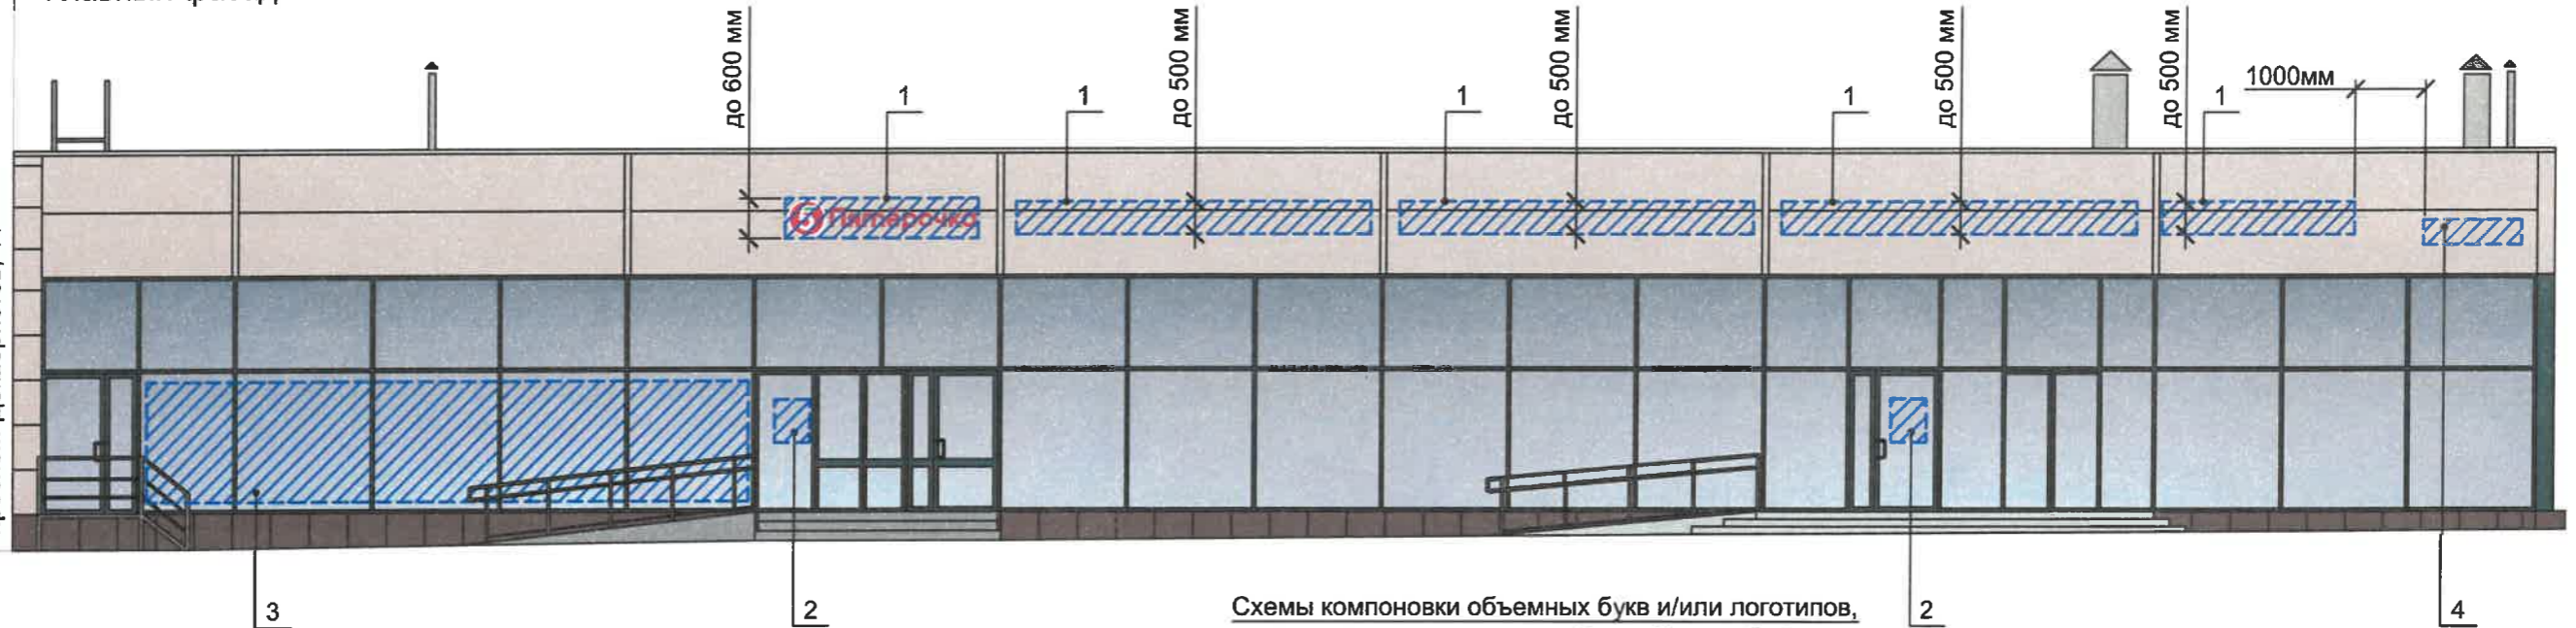 до 600 мм
1
1
до 500 мм
1
до 500 мм
1
до 500 мм
до 500 мм
1
1000мм
5 Пятерочка
3
2
Схемы компоновки объемных букв и/или логотипов,
2
4